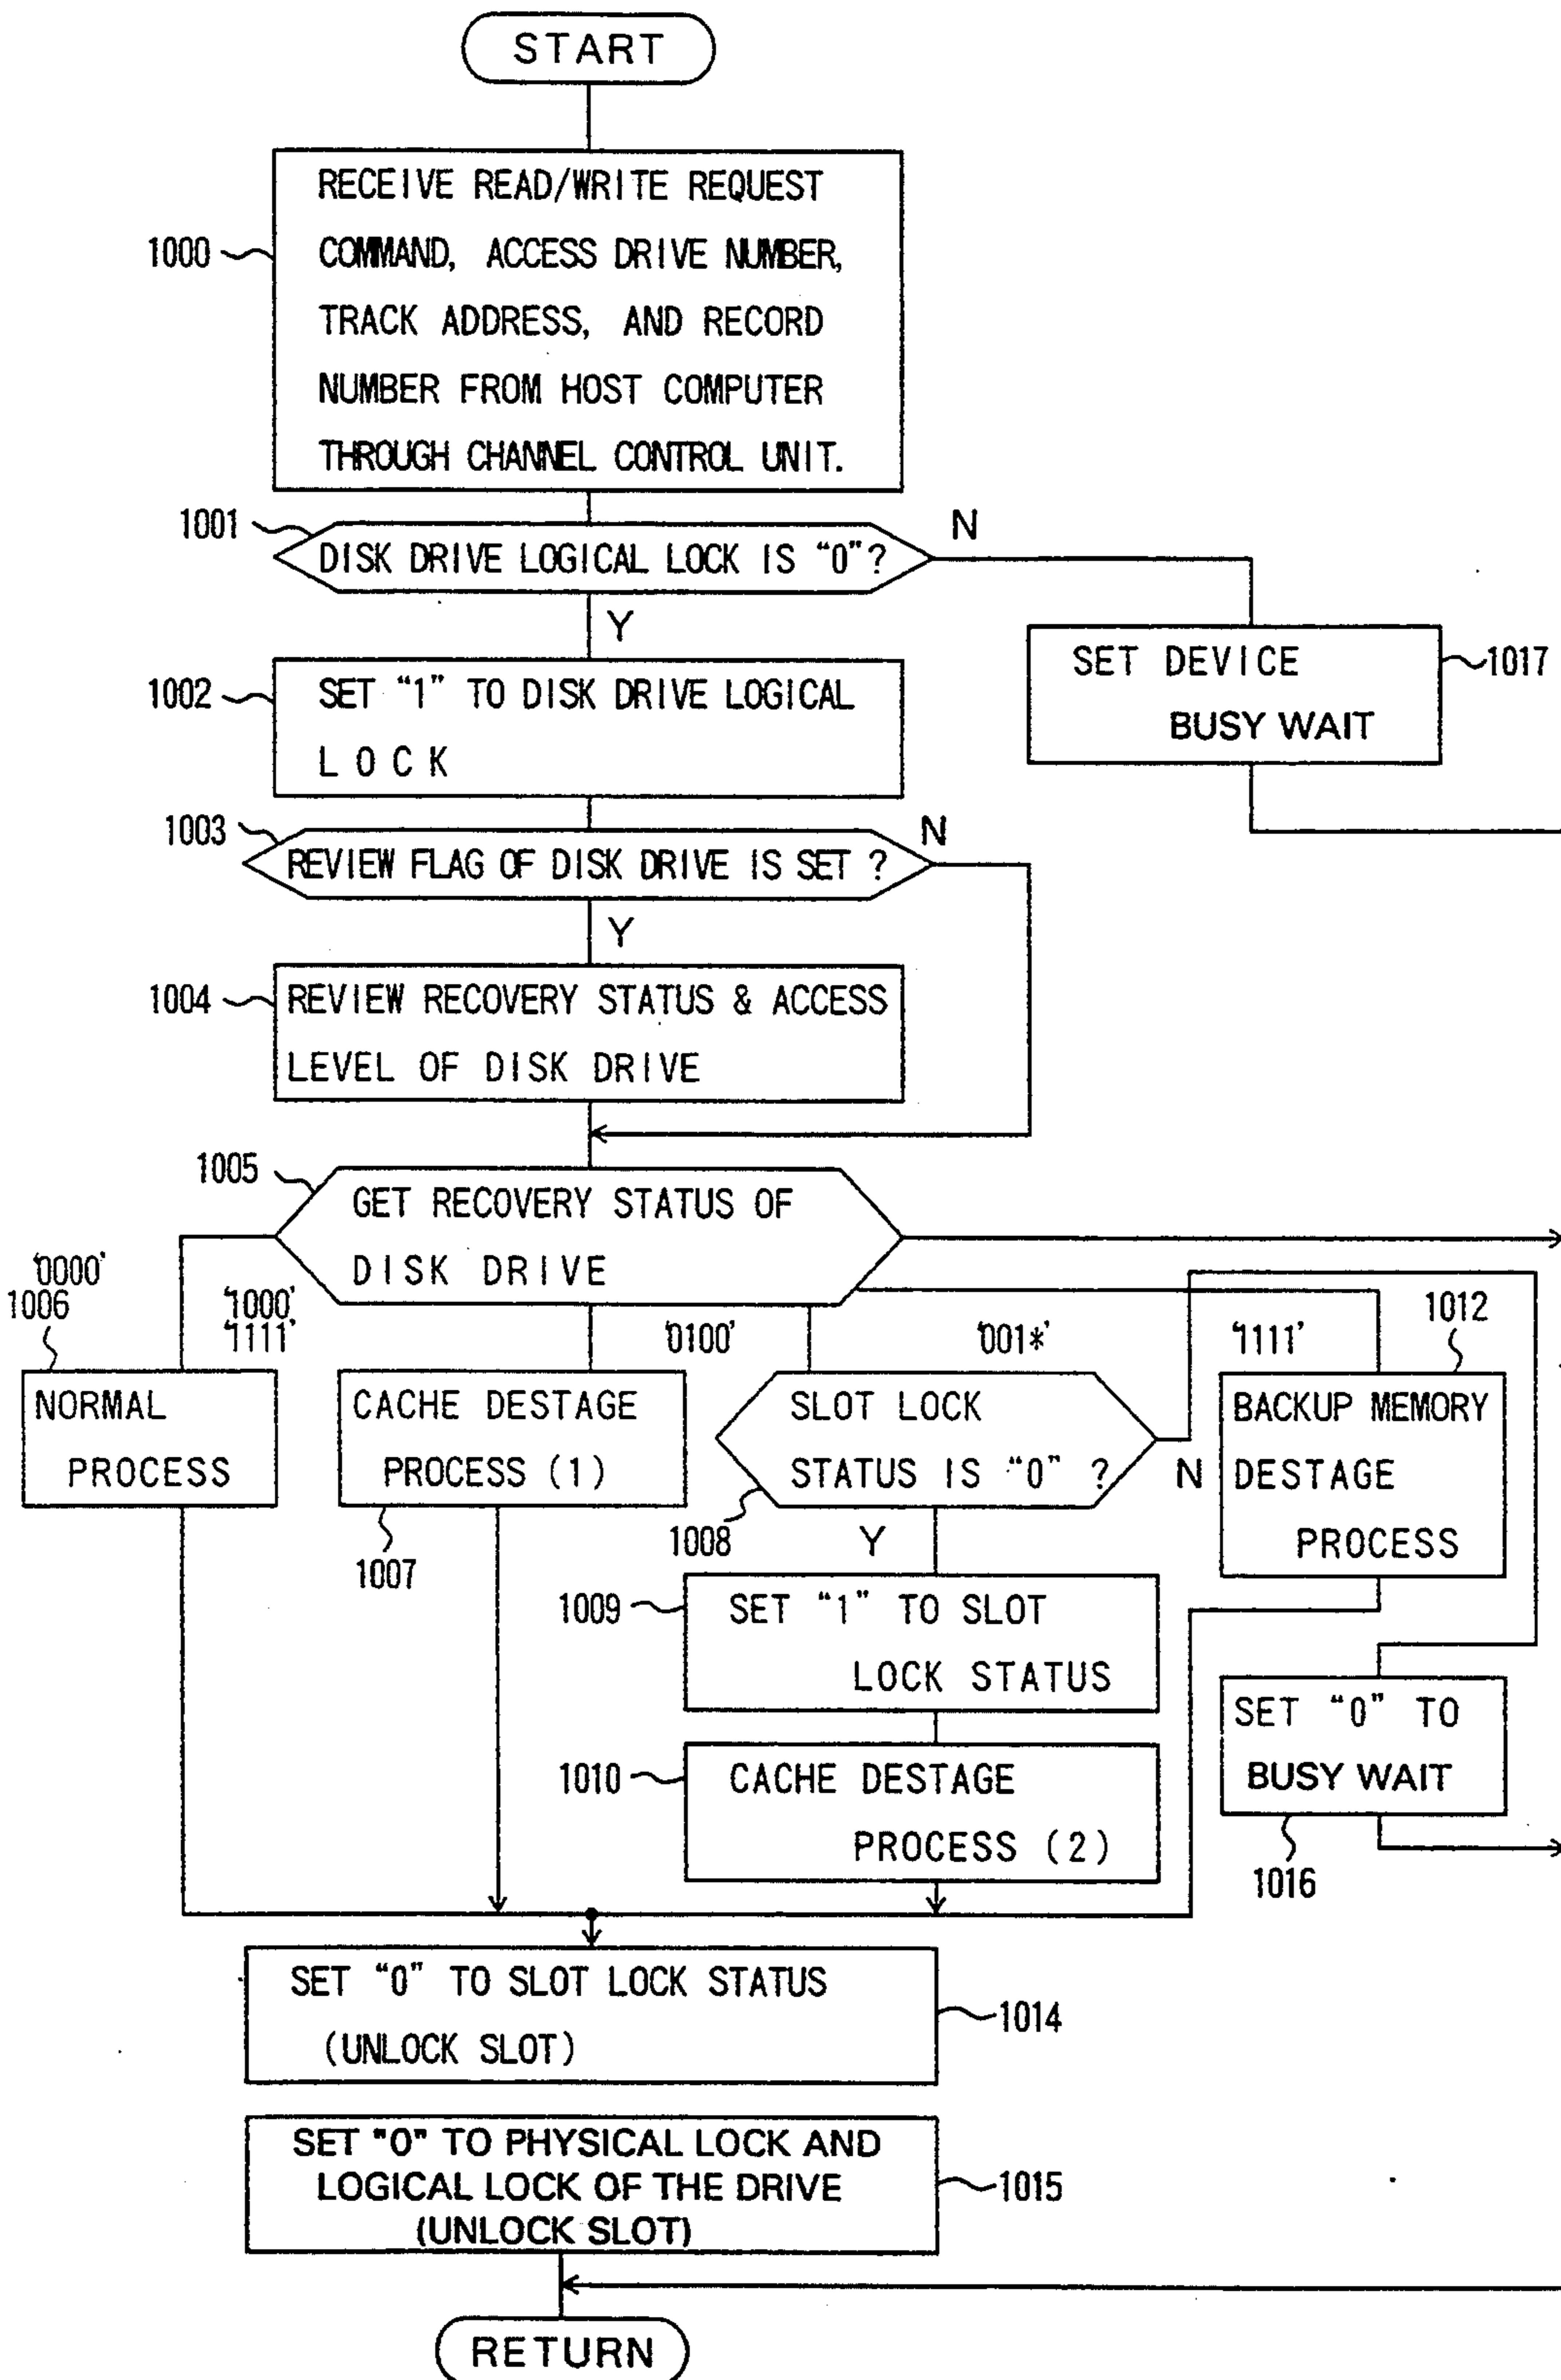 START
RECEIVE READ/WRITE REQUEST
COMMAND, ACCESS DRIVE NUMBER,
TRACK ADDRESS, AND RECORD
NUMBER FROM HOST COMPUTER
THROUGH CHANNEL CONTROL UNIT.
1000
1001
DISK DRIVE LOGICAL LOCK IS “0”?
N
Y
SET DEVICE
BUSY WAIT
1017
1002
SET “1” TO DISK DRIVE LOGICAL
LOCK
1003
REVIEW FLAG OF DISK DRIVE IS SET ?
N
Y
1004
REVIEW RECOVERY STATUS & ACCESS
LEVEL OF DISK DRIVE
1005
GET RECOVERY STATUS OF
DISK DRIVE
'0000'
1006
'1000'
'1111'
'0100'
'001*'
'1111'
1012
NORMAL
PROCESS
CACHE DESTAGE
PROCESS (1)
1007
SLOT LOCK
STATUS IS “0” ?
1008
Y
N
BACKUP MEMORY
DESTAGE
PROCESS
1009
SET “1” TO SLOT
LOCK STATUS
1010
CACHE DESTAGE
PROCESS (2)
SET “0” TO
BUSY WAIT
1016
SET “0” TO SLOT LOCK STATUS
(UNLOCK SLOT)
1014
SET "0" TO PHYSICAL LOCK AND
LOGICAL LOCK OF THE DRIVE
(UNLOCK SLOT)
1015
RETURN